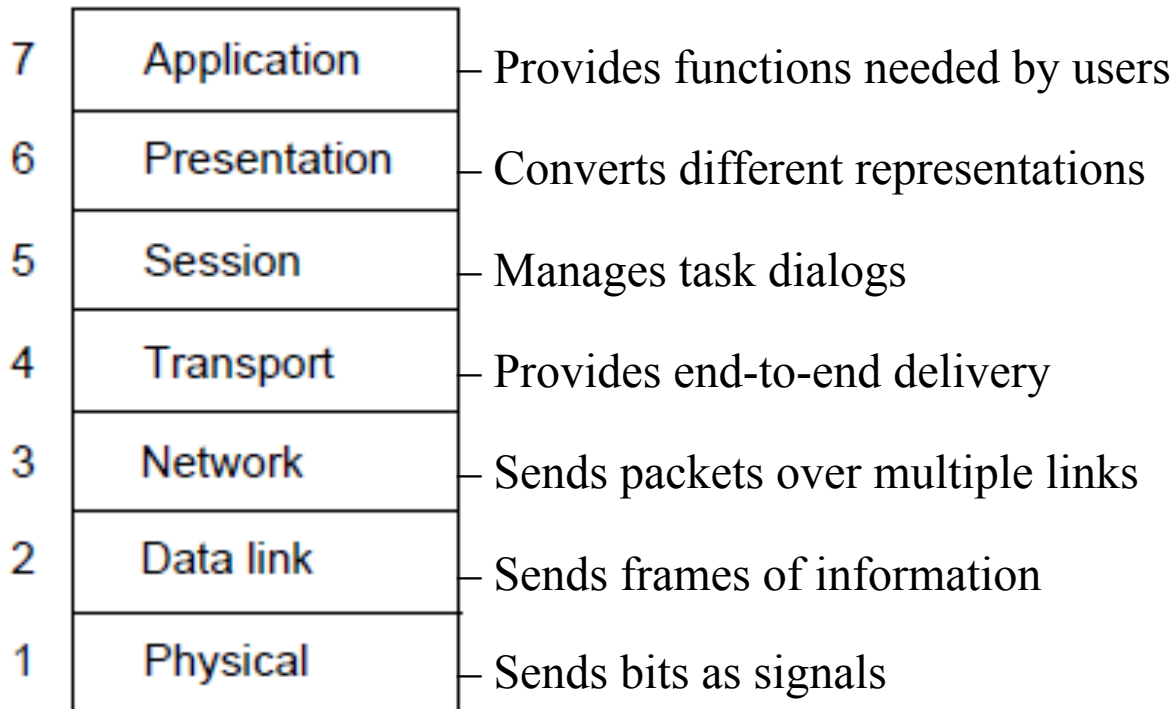 7 Application – Provides functions needed by users
6 Presentation – Converts different representations
5 Session – Manages task dialogs
4 Transport – Provides end-to-end delivery
3 Network – Sends packets over multiple links
2 Data link – Sends frames of information
1 Physical – Sends bits as signals